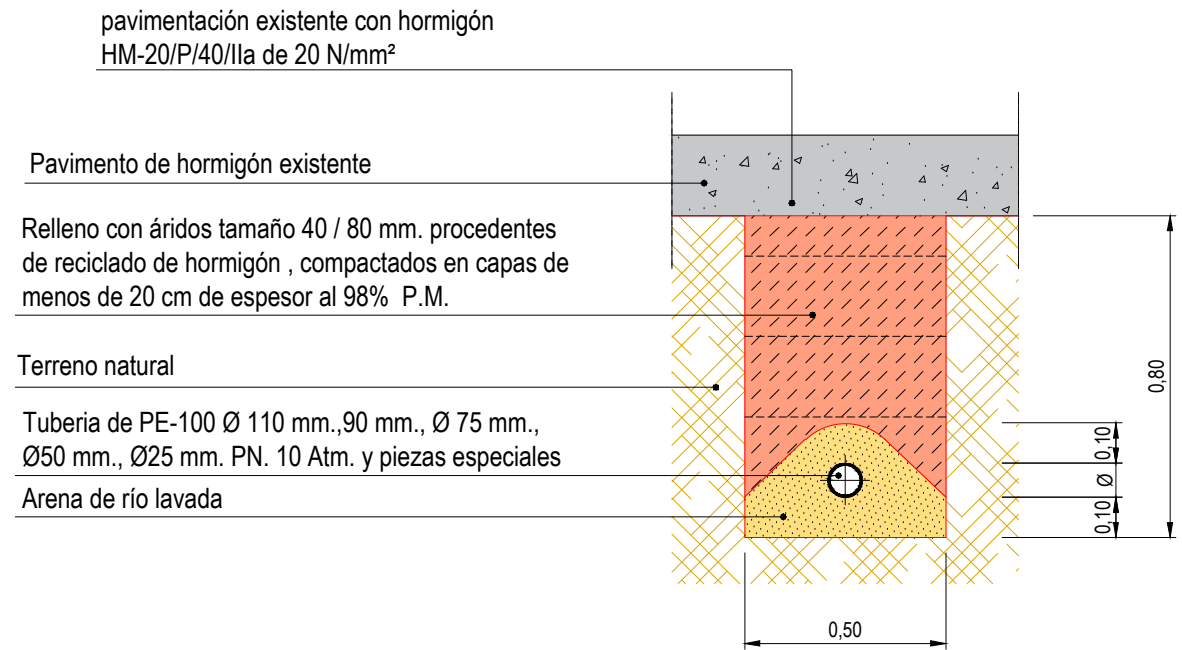 pavimentación existente con hormigón
HM-20/P/40/IIa de 20 N/mm²
Pavimento de hormigón existente
Relleno con áridos tamaño 40 / 80 mm. procedentes
de reciclado de hormigón , compactados en capas de
menos de 20 cm de espesor al 98% P.M.
Terreno natural
Tuberia de PE-100 Ø 110 mm.,90 mm., Ø 75 mm.,
Ø50 mm., Ø25 mm. PN. 10 Atm. y piezas especiales
Arena de río lavada
0,80
0,10
Ø
0,10
0,50